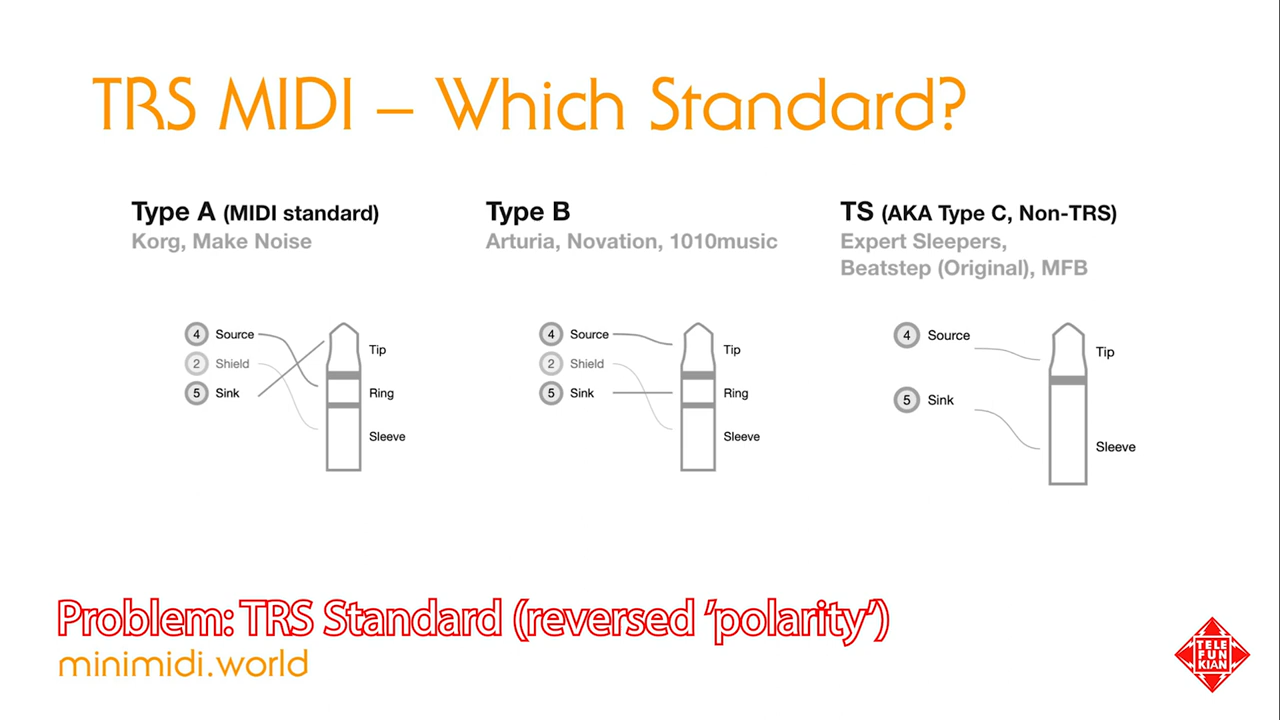 TRS MIDI – Which Standard?
Type A (MIDI standard)
Korg, Make Noise
4 Source
2 Shield
5 Sink
Tip
Ring
Sleeve
Type B
Arturia, Novation, 1010music
4 Source
2 Shield
5 Sink
Tip
Ring
Sleeve
TS (AKA Type C, Non-TRS)
Expert Sleepers,
Beatstep (Original), MFB
4 Source
5 Sink
Tip
Sleeve
Problem: TRS Standard (reversed ‘polarity’)
minimidi.world
TELE
FUN
KIAN